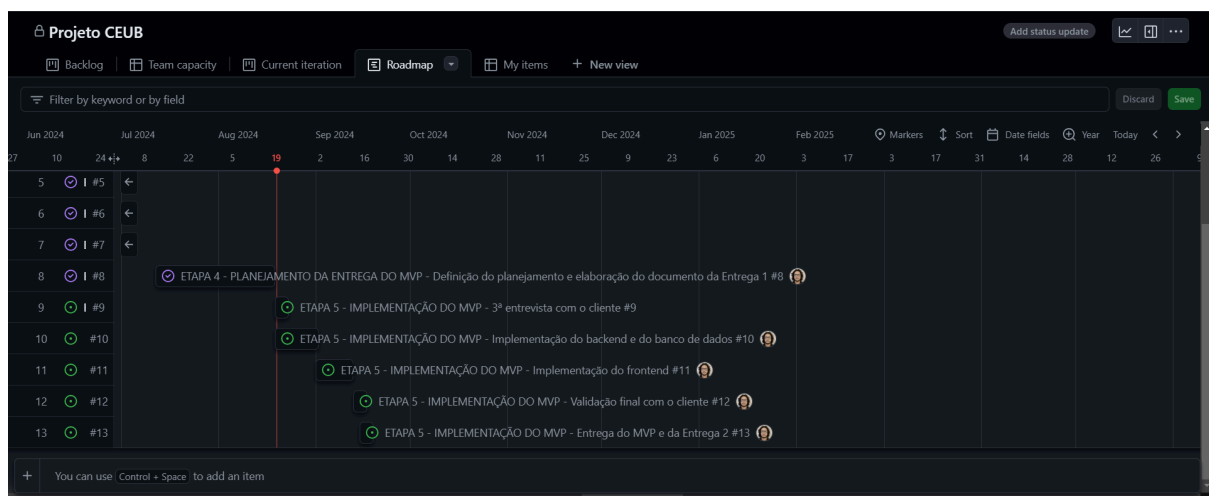 Projeto CEUB
Add status update
Backlog Team capacity Current iteration Roadmap My items + New view
Filter by keyword or by field
Discard Save
Jun 2024 Jul 2024 Aug 2024 Sep 2024 Oct 2024 Nov 2024 Dec 2024 Jan 2025 Feb 2025 Markers Sort Date fields Year Today
27 10 24 8 22 5 19 2 16 30 14 28 11 25 9 23 6 20 3 17 3 17 31 14 28 12 26 9
5 I #5
6 I #6
7 I #7
8 I #8 ETAPA 4 - PLANEJAMENTO DA ENTREGA DO MVP - Definição do planejamento e elaboração do documento da Entrega 1 #8
9 I #9 ETAPA 5 - IMPLEMENTAÇÃO DO MVP - 3ª entrevista com o cliente #9
10 #10 ETAPA 5 - IMPLEMENTAÇÃO DO MVP - Implementação do backend e do banco de dados #10
11 #11 ETAPA 5 - IMPLEMENTAÇÃO DO MVP - Implementação do frontend #11
12 #12 ETAPA 5 - IMPLEMENTAÇÃO DO MVP - Validação final com o cliente #12
13 #13 ETAPA 5 - IMPLEMENTAÇÃO DO MVP - Entrega do MVP e da Entrega 2 #13
+ You can use Control + Space to add an item